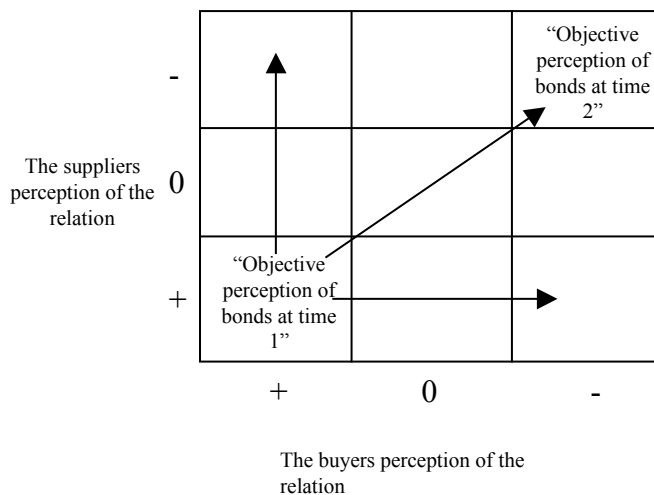 “Objective
perception of
bonds at time
2”
-
The suppliers
perception of the
relation
0
“Objective
perception of
bonds at time
1”
+
+
0
-
The buyers perception of the
relation